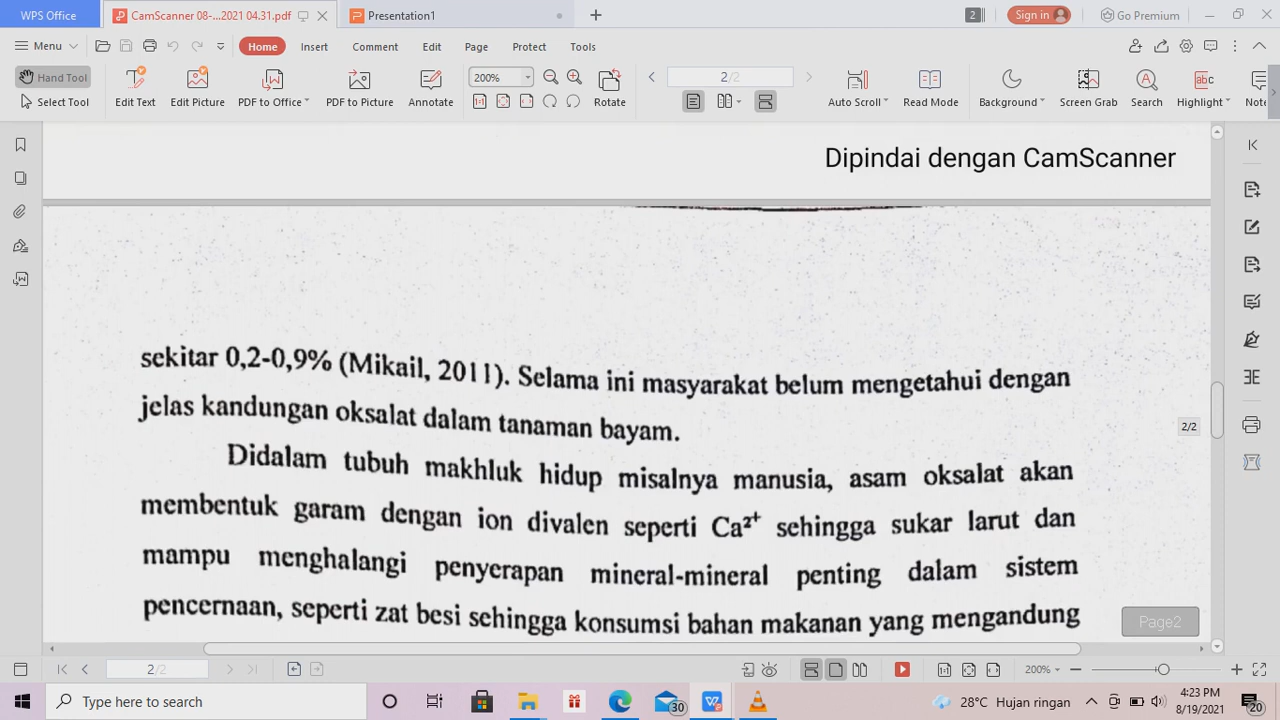 WPS Office
CamScanner 08-...2021 04.31.pdf
Presentation1
2
Sign in
Go Premium
Menu
Home
Insert
Comment
Edit
Page
Protect
Tools
Hand Tool
Select Tool
Edit Text
Edit Picture
PDF to Office
PDF to Picture
Annotate
200%
Rotate
2/2
Auto Scroll
Read Mode
Background
Screen Grab
Search
Highlight
Note
Dipindai dengan CamScanner
sekitar 0,2-0,9% (Mikail, 2011). Selama ini masyarakat belum mengetahui dengan
jelas kandungan oksalat dalam tanaman bayam.
Didalam tubuh makhluk hidup misalnya manusia, asam oksalat akan
membentuk garam dengan ion divalen seperti Ca²⁺ sehingga sukar larut dan
mampu menghalangi penyerapan mineral-mineral penting dalam sistem
pencernaan, seperti zat besi sehingga konsumsi bahan makanan yang mengandung
2/2
Page2
2/2
200%
Type here to search
30
28°C Hujan ringan
4:23 PM
8/19/2021
20